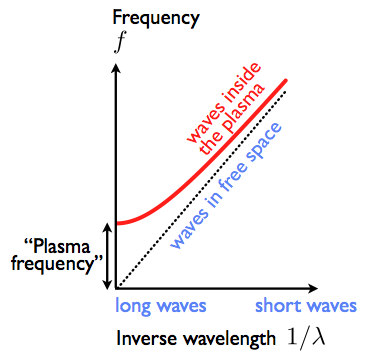 Frequency
f
waves inside
the plasma
waves in free space
“Plasma
frequency”
long waves
short waves
Inverse wavelength 1/λ